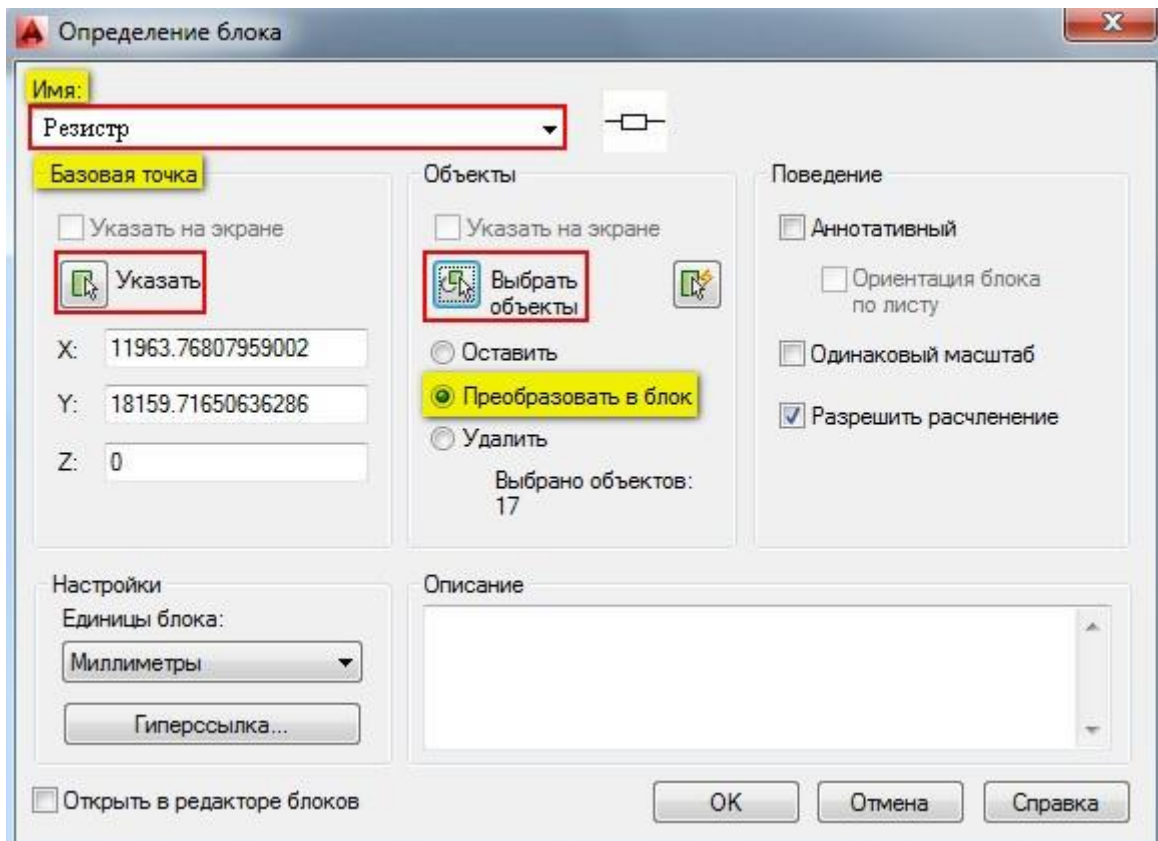 Определение блока
Имя:
Резистр
Базовая точка
Указать на экране
Указать
X: 11963.76807959002
Y: 18159.71650636286
Z: 0
Объекты
Указать на экране
Выбрать
объекты
Оставить
Преобразовать в блок
Удалить
Выбрано объектов:
17
Поведение
Аннотативный
Ориентация блока
по листу
Одинаковый масштаб
Разрешить расчленение
Настройки
Единицы блока:
Миллиметры
Гиперссылка...
Описание
Открыть в редакторе блоков
OK
Отмена
Справка